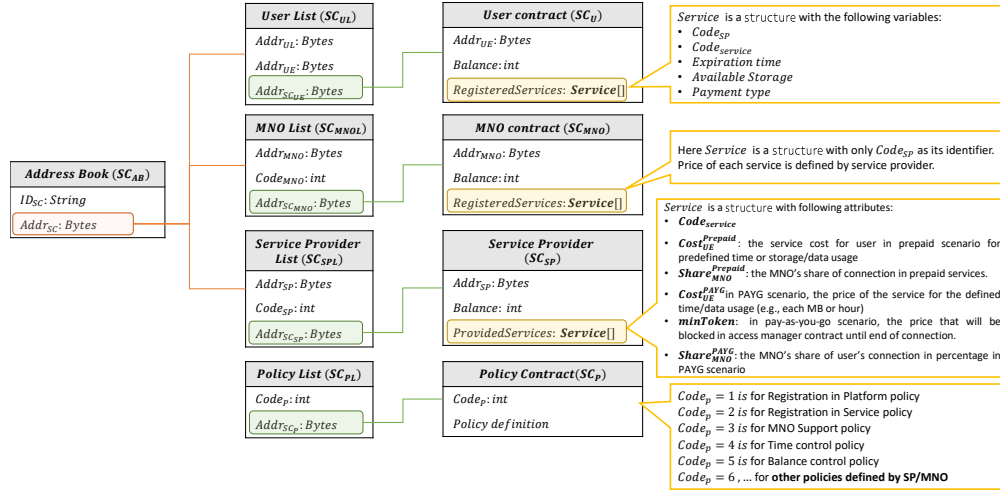 User List (SC_UL)
Addr_UL: Bytes
Addr_UE: Bytes
Addr_SC_UE: Bytes
User contract (SC_U)
Addr_UE: Bytes
Balance: int
RegisteredServices: Service[]
Service is a structure with the following variables:
• Code_SP
• Code_service
• Expiration time
• Available Storage
• Payment type
MNO List (SC_MNOL)
Addr_MNO: Bytes
Code_MNO: int
Addr_SC_MNO: Bytes
MNO contract (SC_MNO)
Addr_MNO: Bytes
Balance: int
RegisteredServices: Service[]
Here Service is a structure with only Code_SP as its identifier.
Price of each service is defined by service provider.
Address Book (SC_AB)
ID_SC: String
Addr_SC: Bytes
Service Provider
List (SC_SPL)
Addr_SP: Bytes
Code_SP: int
Addr_SC_SP: Bytes
Service Provider
(SC_SP)
Addr_SP: Bytes
Balance: int
ProvidedServices: Service[]
Service is a structure with following attributes:
• Code_service
• Cost_UE^Prepaid: the service cost for user in prepaid scenario for
predefined time or storage/data usage
• Share_MNO^Prepaid: the MNO's share of connection in prepaid services.
• Cost_UE^PAYG in PAYG scenario, the price of the service for the defined
time/data usage (e.g., each MB or hour)
• minToken: in pay-as-you-go scenario, the price that will be
blocked in access manager contract until end of connection.
• Share_MNO^PAYG: the MNO's share of user's connection in percentage in
PAYG scenario
Policy List (SC_PL)
Code_P: int
Addr_SC_P: Bytes
Policy Contract(SC_P)
Code_P: int
Policy definition
Code_p = 1 is for Registration in Platform policy
Code_p = 2 is for Registration in Service policy
Code_p = 3 is for MNO Support policy
Code_p = 4 is for Time control policy
Code_p = 5 is for Balance control policy
Code_p = 6 , … for other policies defined by SP/MNO